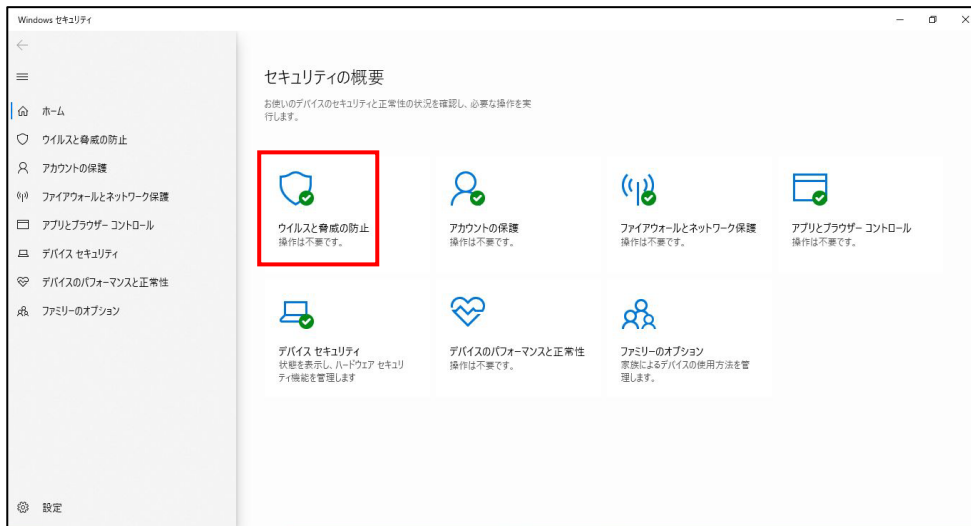 Windows セキュリティ
ホーム
ウイルスと脅威の防止
アカウントの保護
ファイアウォールとネットワーク保護
アプリとブラウザー コントロール
デバイス セキュリティ
デバイスのパフォーマンスと正常性
ファミリーのオプション
設定
セキュリティの概要
お使いのデバイスのセキュリティと正常性の状況を確認し、必要な操作を実
行します。
ウイルスと脅威の防止
操作は不要です。
アカウントの保護
操作は不要です。
ファイアウォールとネットワーク保護
操作は不要です。
アプリとブラウザー コントロール
操作は不要です。
デバイス セキュリティ
状態を表示し、ハードウェア セキュリ
ティ機能を管理します
デバイスのパフォーマンスと正常性
操作は不要です。
ファミリーのオプション
家族によるデバイスの使用方法を管
理します。